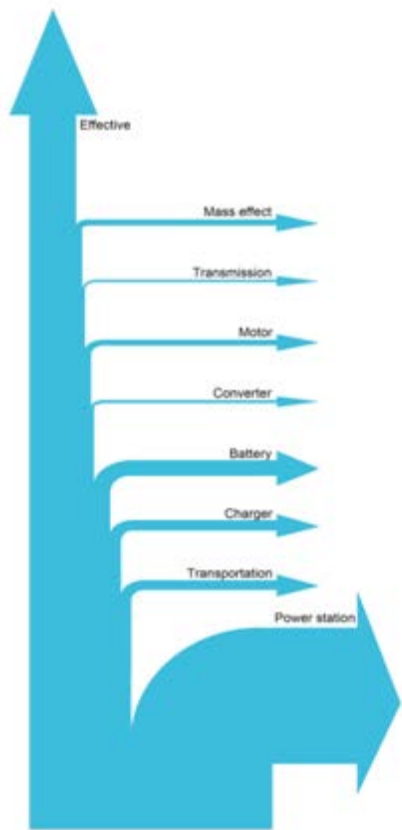 Effective
Mass effect
Transmission
Motor
Converter
Battery
Charger
Transportation
Power station